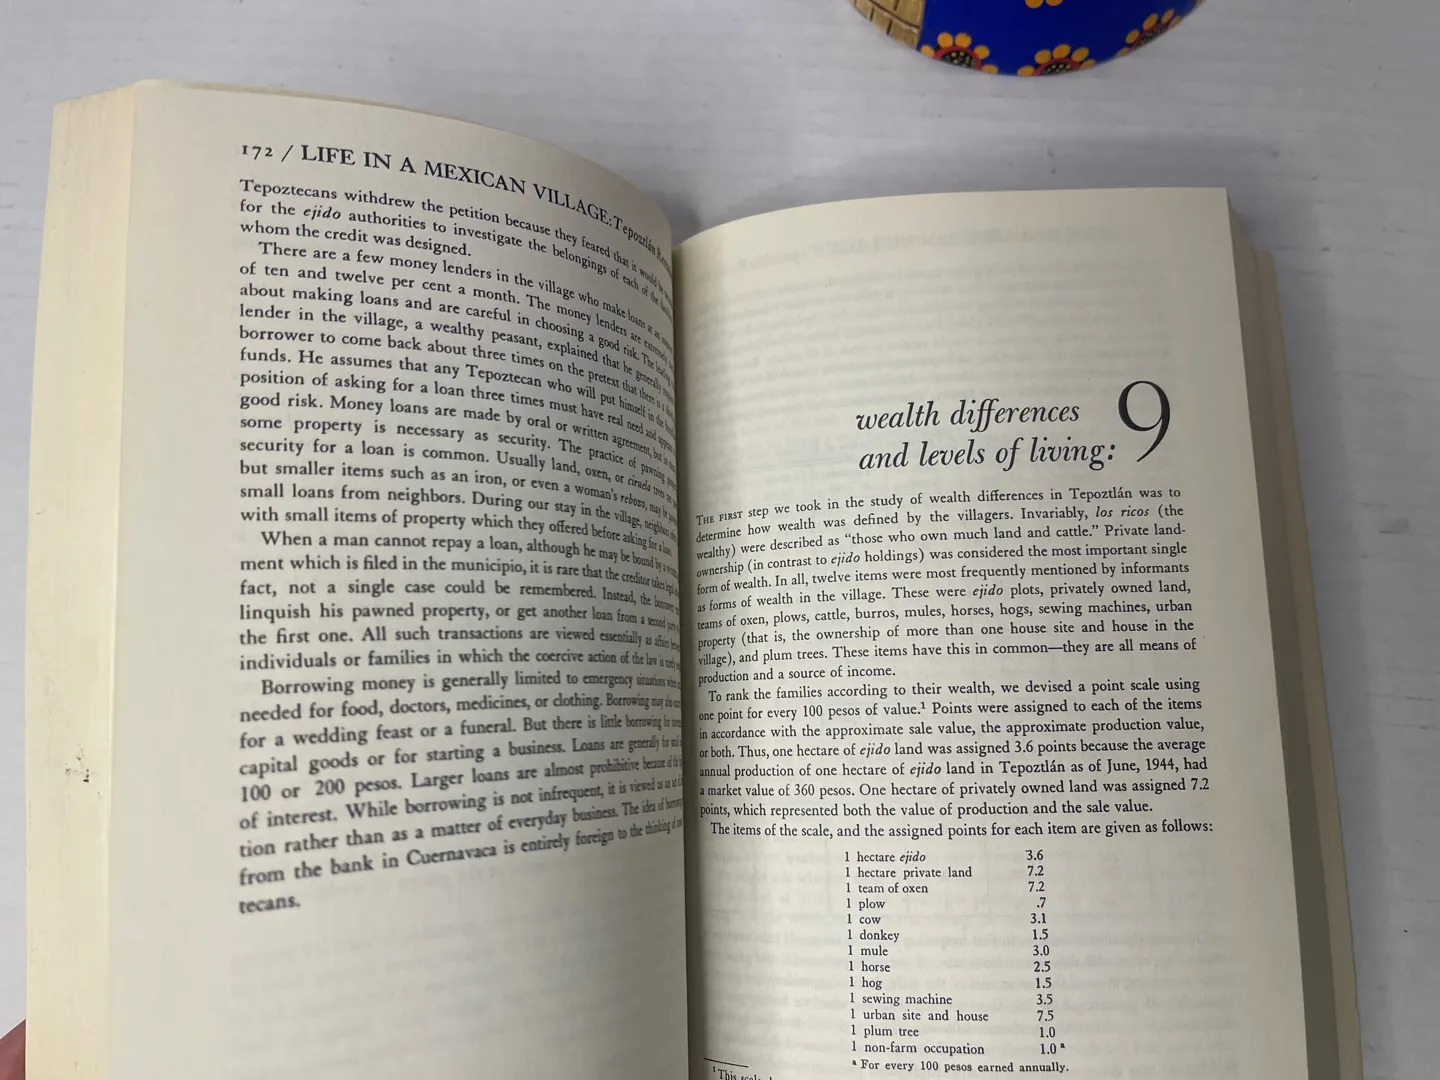 172 / LIFE IN A MEXICAN VILLAGE: Tepoztlán
Tepoztecans withdrew the petition because they feared that it would be
for the ejido authorities to investigate the belongings of each of the
whom the credit was designed.
There are a few money lenders in the village who make loans at an
of ten and twelve per cent a month. The money lenders are
about making loans and are careful in choosing a good risk. The leading
lender in the village, a wealthy peasant, explained that he generally
borrower to come back about three times on the pretext that there is a
funds. He assumes that any Tepoztecan who will put himself in the
position of asking for a loan three times must have real need and
good risk. Money loans are made by oral or written agreement, but in
some property is necessary as security. The practice of pawning
security for a loan is common. Usually land, oxen, or ciruela trees are
but smaller items such as an iron, or even a woman's rebozo, may be
small loans from neighbors. During our stay in the village, neighbors
with small items of property which they offered before asking for a loan.
When a man cannot repay a loan, although he may be bound by a
ment which is filed in the municipio, it is rare that the creditor takes
fact, not a single case could be remembered. Instead, the borrower
linquish his pawned property, or get another loan from a second
the first one. All such transactions are viewed essentially as affairs
individuals or families in which the coercive action of the law is
Borrowing money is generally limited to emergency situations
needed for food, doctors, medicines, or clothing. Borrowing may also
for a wedding feast or a funeral. But there is little borrowing for
capital goods or for starting a business. Loans are generally for
100 or 200 pesos. Larger loans are almost prohibitive because of
of interest. While borrowing is not infrequent, it is viewed as an
tion rather than as a matter of everyday business. The idea of
from the bank in Cuernavaca is entirely foreign to the thinking of
tecans.
wealth differences 9
and levels of living:
THE FIRST step we took in the study of wealth differences in Tepoztlán was to
determine how wealth was defined by the villagers. Invariably, los ricos (the
wealthy) were described as “those who own much land and cattle.” Private land-
ownership (in contrast to ejido holdings) was considered the most important single
form of wealth. In all, twelve items were most frequently mentioned by informants
as forms of wealth in the village. These were ejido plots, privately owned land,
teams of oxen, plows, cattle, burros, mules, horses, hogs, sewing machines, urban
property (that is, the ownership of more than one house site and house in the
village), and plum trees. These items have this in common—they are all means of
production and a source of income.
To rank the families according to their wealth, we devised a point scale using
one point for every 100 pesos of value.¹ Points were assigned to each of the items
in accordance with the approximate sale value, the approximate production value,
or both. Thus, one hectare of ejido land was assigned 3.6 points because the average
annual production of one hectare of ejido land in Tepoztlán as of June, 1944, had
a market value of 360 pesos. One hectare of privately owned land was assigned 7.2
points, which represented both the value of production and the sale value.
The items of the scale, and the assigned points for each item are given as follows:
1 hectare ejido 3.6
1 hectare private land 7.2
1 team of oxen 7.2
1 plow .7
1 cow 3.1
1 donkey 1.5
1 mule 3.0
1 horse 2.5
1 hog 1.5
1 sewing machine 3.5
1 urban site and house 7.5
1 plum tree 1.0
1 non-farm occupation 1.0 ª
ª For every 100 pesos earned annually.
¹ This